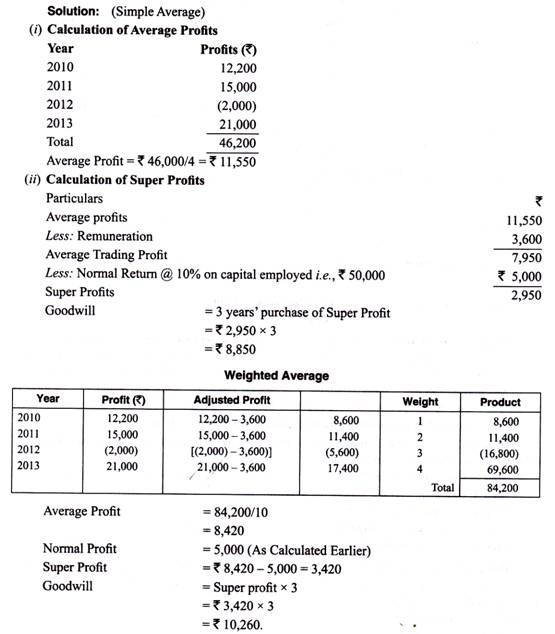 Solution: (Simple Average)
(i) Calculation of Average Profits
Year Profits (₹)
2010 12,200
2011 15,000
2012 (2,000)
2013 21,000
Total 46,200
Average Profit = ₹ 46,000/4 = ₹ 11,550
(ii) Calculation of Super Profits
Particulars ₹
Average profits 11,550
Less: Remuneration 3,600
Average Trading Profit 7,950
Less: Normal Return @ 10% on capital employed i.e., ₹ 50,000 ₹ 5,000
Super Profits 2,950
Goodwill = 3 years' purchase of Super Profit
= ₹ 2,950 × 3
= ₹ 8,850
Weighted Average
Year Profit (₹) Adjusted Profit Weight Product
2010 12,200 12,200 – 3,600 8,600 1 8,600
2011 15,000 15,000 – 3,600 11,400 2 11,400
2012 (2,000) [(2,000) – 3,600)] (5,600) 3 (16,800)
2013 21,000 21,000 – 3,600 17,400 4 69,600
Total 84,200
Average Profit = 84,200/10
= 8,420
Normal Profit = 5,000 (As Calculated Earlier)
Super Profit = ₹ 8,420 – 5,000 = 3,420
Goodwill = Super profit × 3
= ₹ 3,420 × 3
= ₹ 10,260.